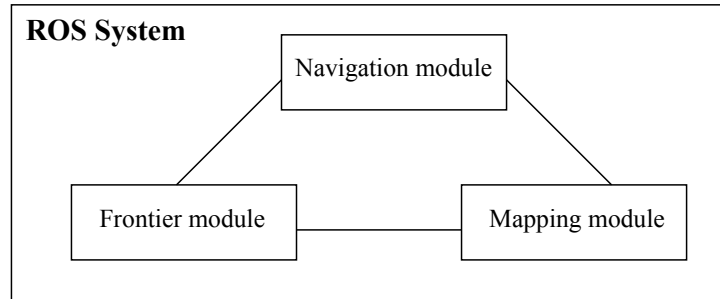 ROS System
Navigation module
Frontier module
Mapping module